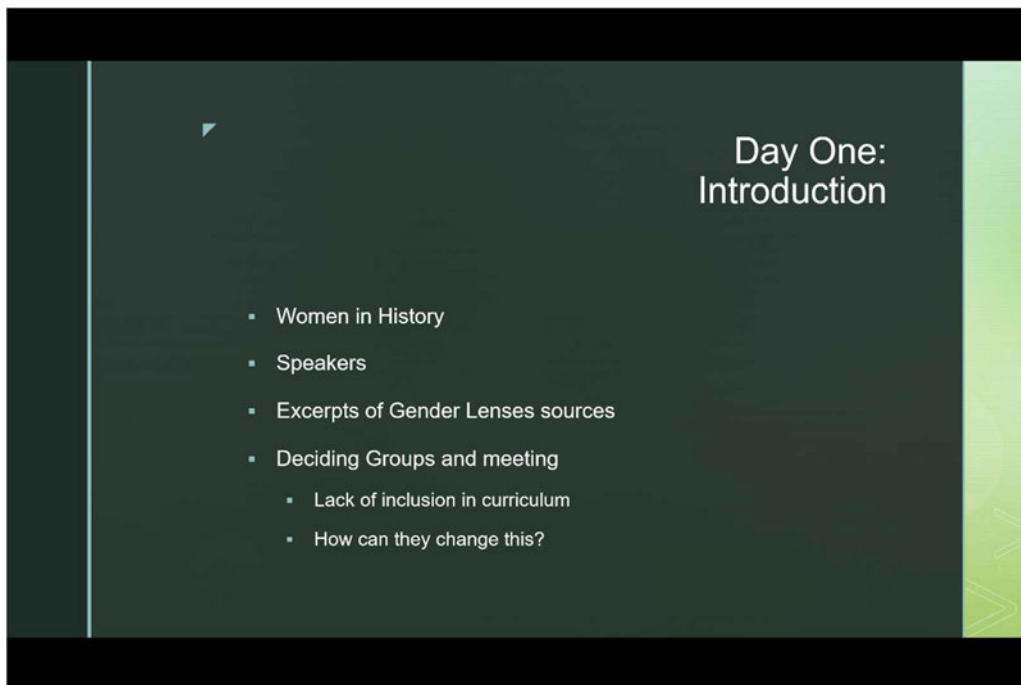 Day One:
Introduction
Women in History
Speakers
Excerpts of Gender Lenses sources
Deciding Groups and meeting
Lack of inclusion in curriculum
How can they change this?